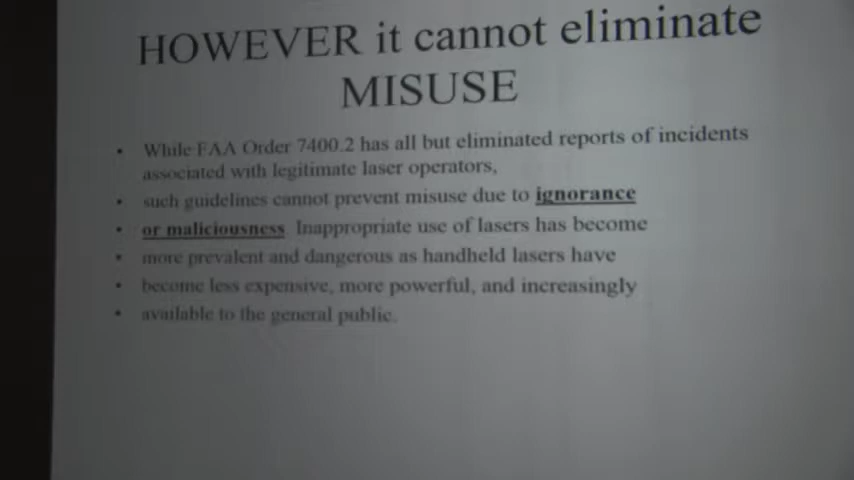 HOWEVER it cannot eliminate
MISUSE
• While FAA Order 7400.2 has all but eliminated reports of incidents
associated with legitimate laser operators,
• such guidelines cannot prevent misuse due to ignorance
• or maliciousness. Inappropriate use of lasers has become
• more prevalent and dangerous as handheld lasers have
• become less expensive, more powerful, and increasingly
• available to the general public.